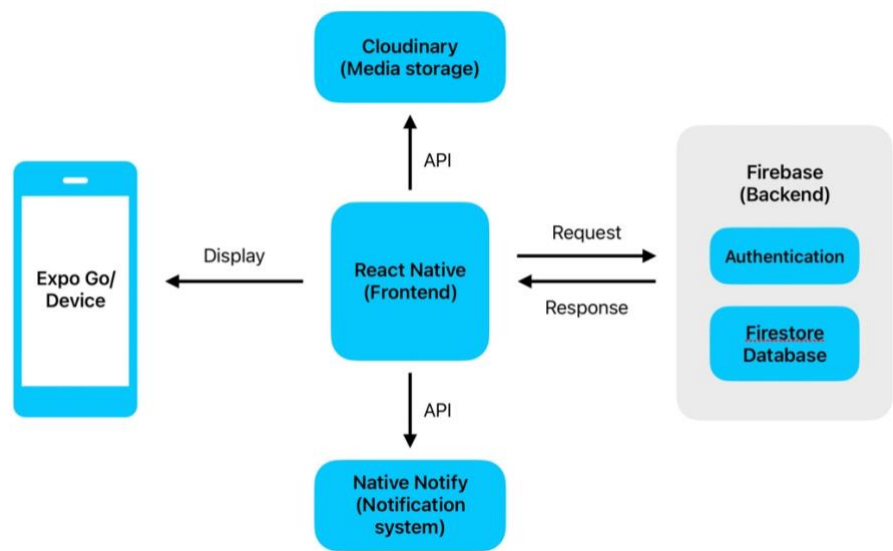 Cloudinary
(Media storage)
API
Firebase
(Backend)
Request
Authentication
Display
React Native
(Frontend)
Expo Go/
Device
Response
Firestore
Database
API
Native Notify
(Notification
system)